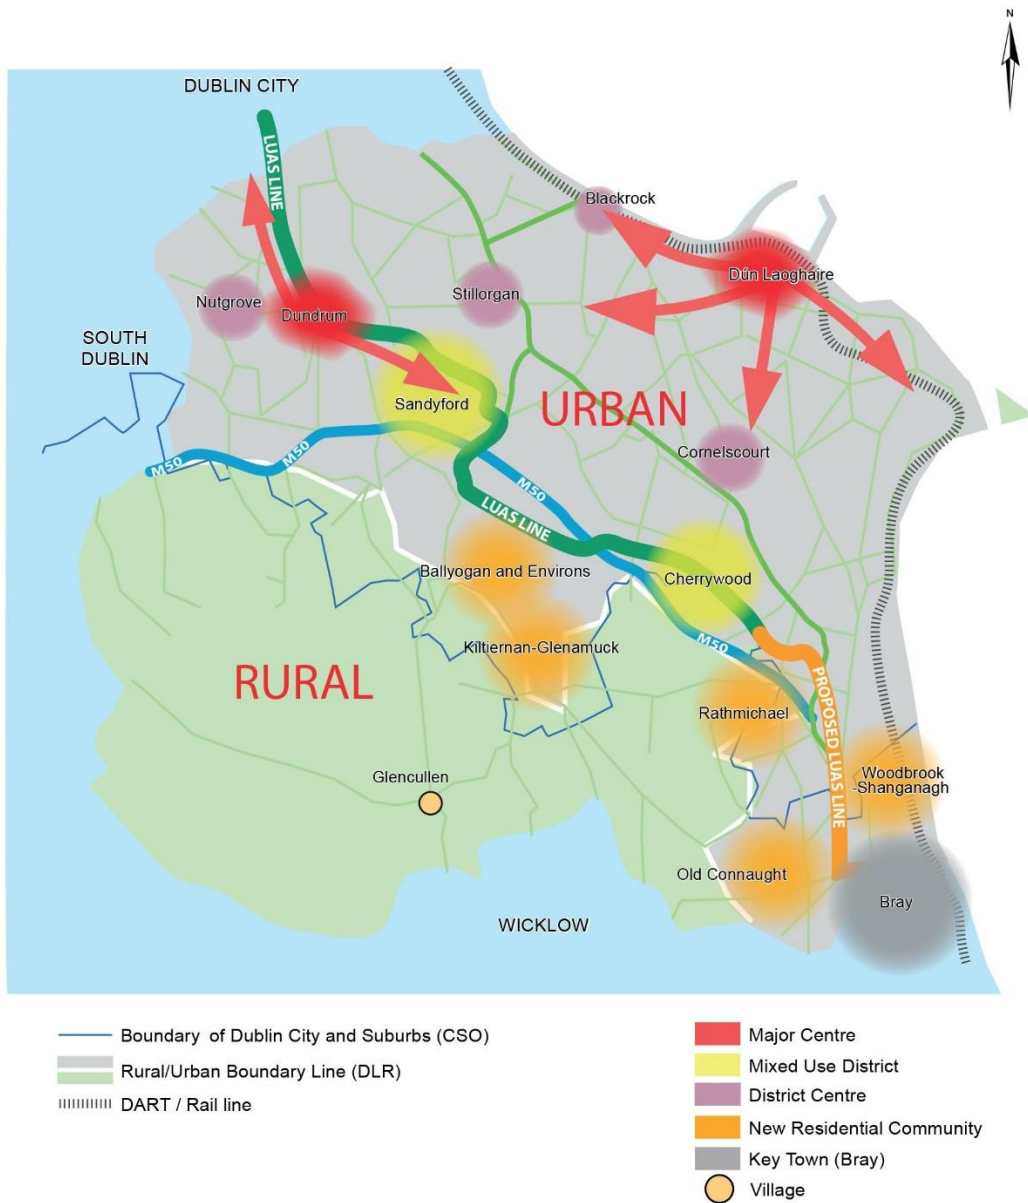 N
DUBLIN CITY
LUAS LINE
Blackrock
Dún Laoghaire
Nutgrove
Stillorgan
Dundrum
SOUTH
DUBLIN
Sandyford
URBAN
Cornelscourt
M50
M50
M50
LUAS LINE
Ballyogan and Environs
Cherrywood
Kiltiernan-Glenamuck
M50
RURAL
PROPOSED LUAS LINE
Rathmichael
Glencullen
Woodbrook
-Shanganagh
Old Connaught
Bray
WICKLOW
Boundary of Dublin City and Suburbs (CSO)
Rural/Urban Boundary Line (DLR)
DART / Rail line
Major Centre
Mixed Use District
District Centre
New Residential Community
Key Town (Bray)
Village